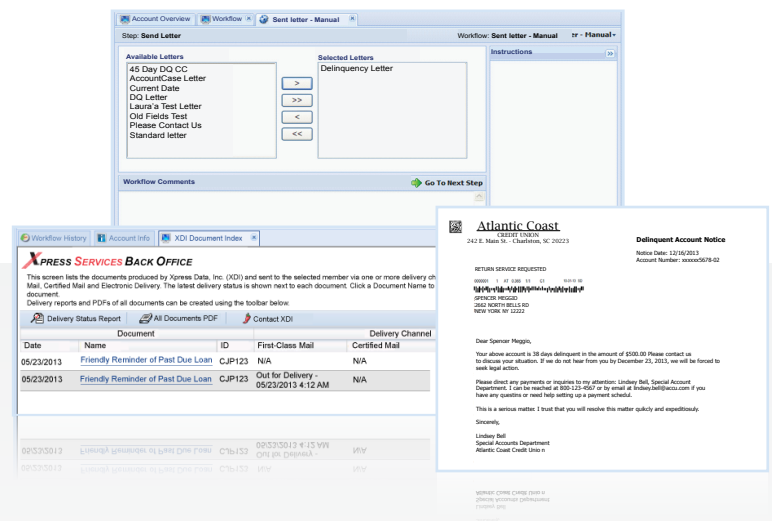 Account Overview
Workflow
Sent letter - Manual
Step: Send Letter
Workflow: Sent letter - Manual
er - Manual
Available Letters
45 Day DQ CC
AccountCase Letter
Current Date
DQ Letter
Laura'a Test Letter
Old Fields Test
Please Contact Us
Standard letter
>
>>
<
<<
Selected Letters
Delinquency Letter
Instructions
>>
Workflow Comments
Go To Next Step
Workflow History
Account Info
XDI Document Index
XPRESS SERVICES BACK OFFICE
This screen lists the documents produced by Xpress Data, Inc. (XDI) and sent to the selected member via one or more delivery ch
Mail, Certified Mail and Electronic Delivery. The latest delivery status is shown next to each document. Click a Document Name to
document.
Delivery reports and PDFs of all documents can be created using the toolbar below.
Delivery Status Report
All Documents PDF
Contact XDI
Document
Delivery Channel
Date Name ID First-Class Mail Certified Mail
05/23/2013 Friendly Reminder of Past Due Loan CJP123 N/A N/A
05/23/2013 Friendly Reminder of Past Due Loan CJP123 Out for Delivery - 
05/23/2013 4:12 AM N/A
Atlantic Coast
CREDIT UNION
242 E. Main St. - Charlston, SC 20223
Delinquent Account Notice
Notice Date: 12/16/2013
Account Number: xxxxxx5678-02
RETURN SERVICE REQUESTED
SPENCER MEGGIO
2662 NORTH BELLS RD
NEW YORK NY 12222
Dear Spencer Meggio,
Your above account is 38 days delinquent in the amount of $500.00 Please contact us
to discuss your situation. If we do not hear from you by December 23, 2013, we will be forced to
seek legal action.
Please direct any payments or inquiries to my attention: Lindsey Bell, Special Account
Department. I can be reached at 800-123-4567 or by email at lindsey.bell@accu.com if you
have any questins or need help setting up a payment schedul.
This is a serious matter. I trust that you will resolve this matter quikcly and expeditiosuly.
Sincerely,
Lindsey Bell
Special Accounts Department
Atlantic Coast Credit Unio n